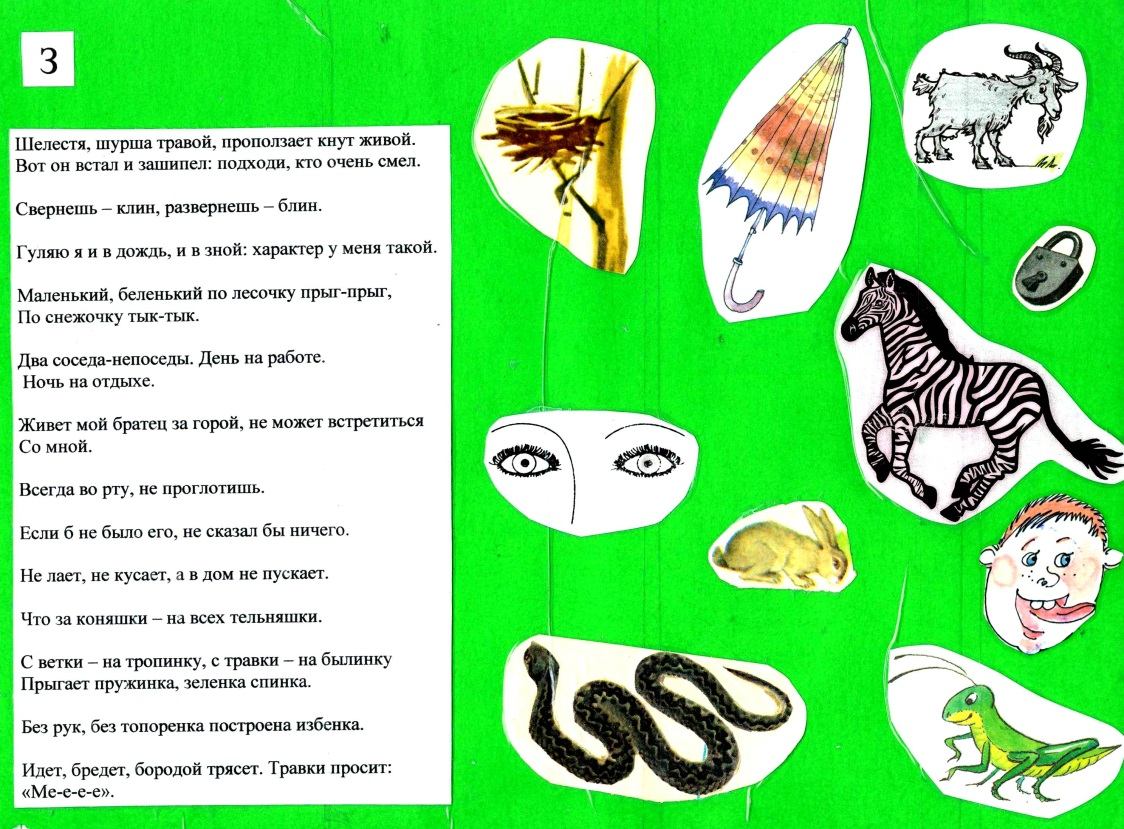 3
Шелестя, шурша травой, проползает кнут живой.
Вот он встал и зашипел: подходи, кто очень смел.
Свернешь – клин, развернешь – блин.
Гуляю я и в дождь, и в зной: характер у меня такой.
Маленький, беленький по лесочку прыг-прыг,
По снежочку тык-тык.
Два соседа-непоседы. День на работе.
Ночь на отдыхе.
Живет мой братец за горой, не может встретиться
Со мной.
Всегда во рту, не проглотишь.
Если б не было его, не сказал бы ничего.
Не лает, не кусает, а в дом не пускает.
Что за коняшки – на всех тельняшки.
С ветки – на тропинку, с травки – на былинку
Прыгает пружинка, зеленка спинка.
Без рук, без топоренка построена избенка.
Идет, бредет, бородой трясет. Травки просит:
«Ме-е-е-е».